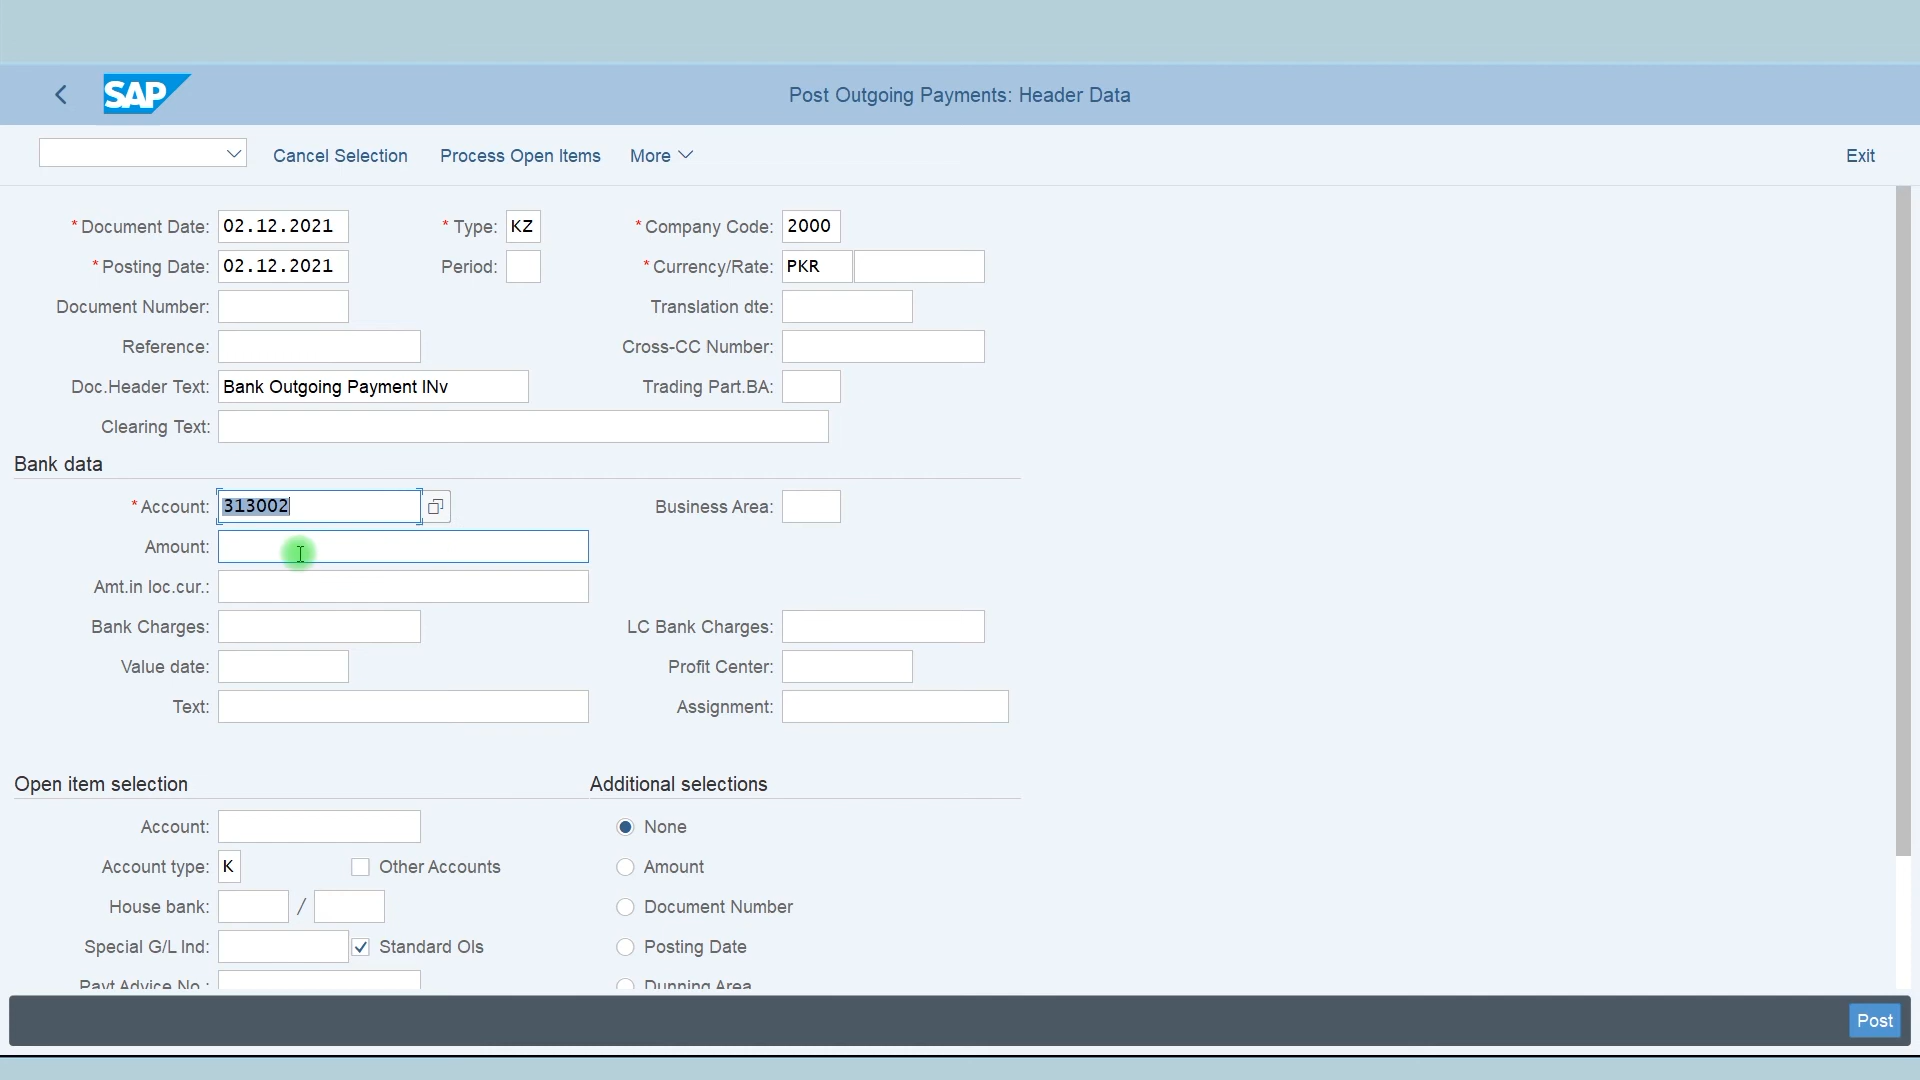 SAP
Post Outgoing Payments: Header Data
Cancel Selection Process Open Items More Exit
* Document Date: 02.12.2021 * Type: KZ * Company Code: 2000
* Posting Date: 02.12.2021 Period: * Currency/Rate: PKR
Document Number: Translation dte:
Reference: Cross-CC Number:
Doc.Header Text: Bank Outgoing Payment INv Trading Part.BA:
Clearing Text:
Bank data
* Account: 313002 Business Area:
Amount:
Amt.in loc.cur.:
Bank Charges: LC Bank Charges:
Value date: Profit Center:
Text: Assignment:
Open item selection Additional selections
Account: None
Account type: K Other Accounts Amount
House bank: / Document Number
Special G/L Ind: Standard OIs Posting Date
Payt Advice No.: Dunning Area
Post